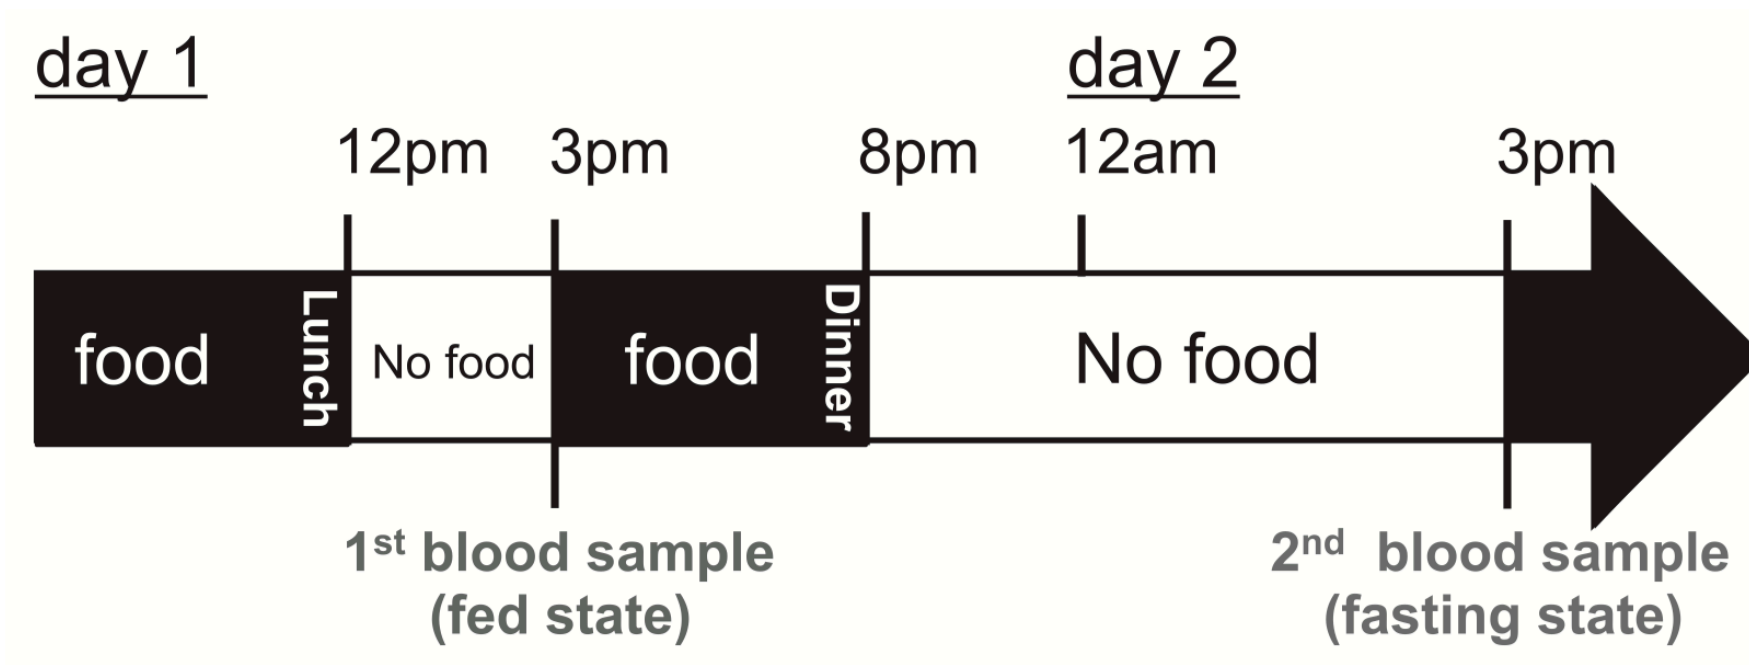 day 1
day 2
12pm
3pm
8pm
12am
3pm
food
Lunch
No food
food
Dinner
No food
1st blood sample
(fed state)
2nd blood sample
(fasting state)